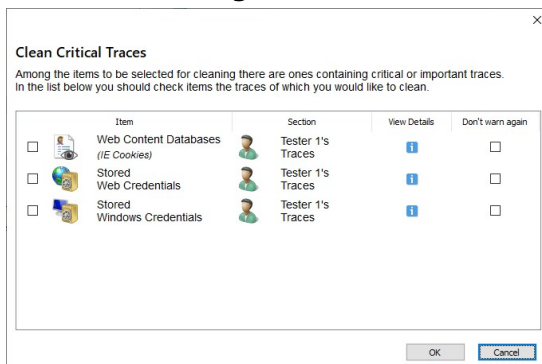 Clean Critical Traces
Among the items to be selected for cleaning there are ones containing critical or important traces.
In the list below you should check items the traces of which you would like to clean.
Item Section View Details Don't warn again
Web Content Databases
(IE Cookies)
Tester 1's
Traces
Stored
Web Credentials
Tester 1's
Traces
Stored
Windows Credentials
Tester 1's
Traces
OK Cancel